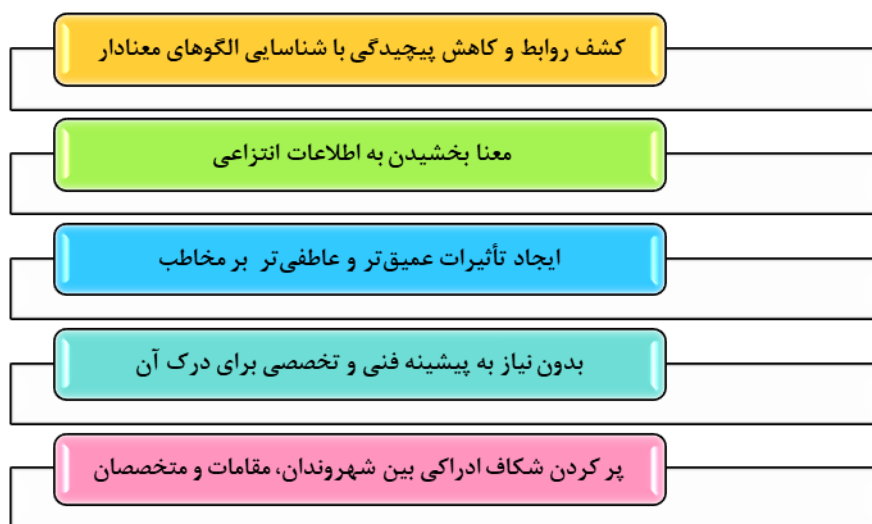 کشف روابط و کاهش پیچیدگی با شناسایی الگوهای معنادار
معنا بخشیدن به اطلاعات انتزاعی
ایجاد تأثیرات عمیق‌تر و عاطفی‌تر بر مخاطب
بدون نیاز به پیشینه فنی و تخصصی برای درک آن
پر کردن شکاف ادراکی بین شهروندان، مقامات و متخصصان